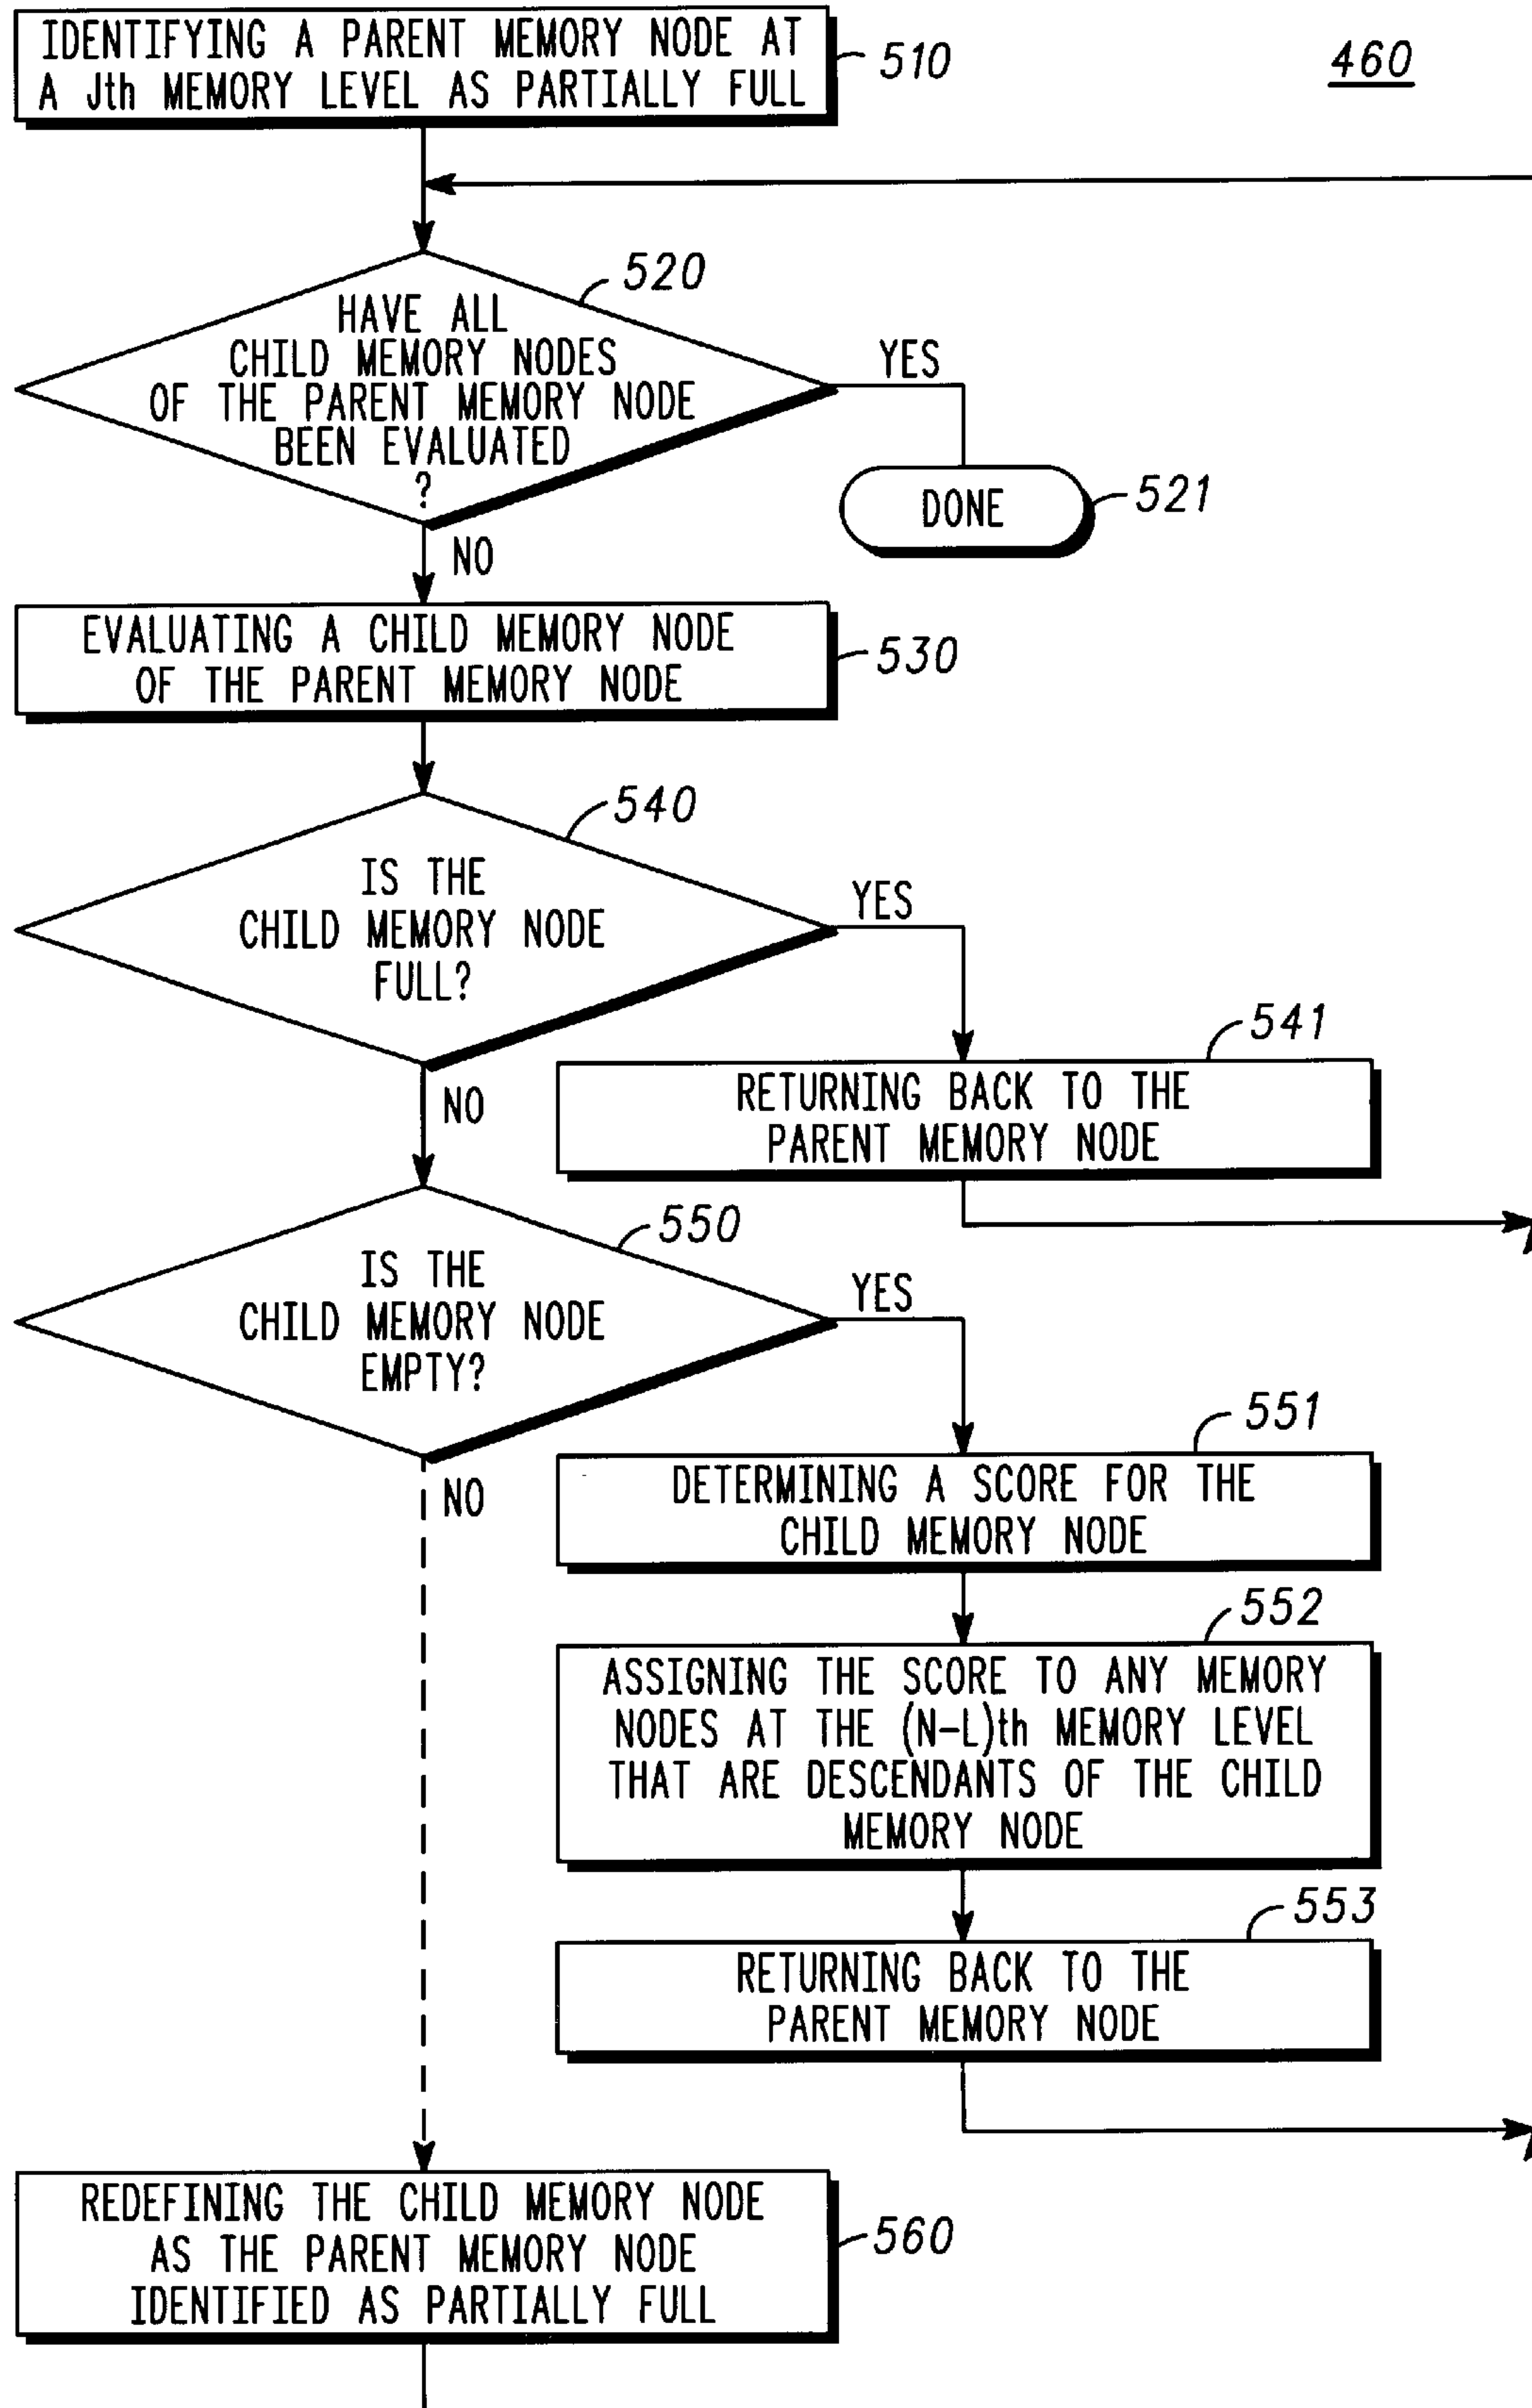 IDENTIFYING A PARENT MEMORY NODE AT
A Jth MEMORY LEVEL AS PARTIALLY FULL
510
460
520
HAVE ALL
CHILD MEMORY NODES
OF THE PARENT MEMORY NODE
BEEN EVALUATED
?
YES
DONE
521
NO
EVALUATING A CHILD MEMORY NODE
OF THE PARENT MEMORY NODE
530
540
IS THE
CHILD MEMORY NODE
FULL?
YES
541
RETURNING BACK TO THE
PARENT MEMORY NODE
NO
550
IS THE
CHILD MEMORY NODE
EMPTY?
YES
551
DETERMINING A SCORE FOR THE
CHILD MEMORY NODE
NO
552
ASSIGNING THE SCORE TO ANY MEMORY
NODES AT THE (N-L)th MEMORY LEVEL
THAT ARE DESCENDANTS OF THE CHILD
MEMORY NODE
553
RETURNING BACK TO THE
PARENT MEMORY NODE
REDEFINING THE CHILD MEMORY NODE
AS THE PARENT MEMORY NODE
IDENTIFIED AS PARTIALLY FULL
560